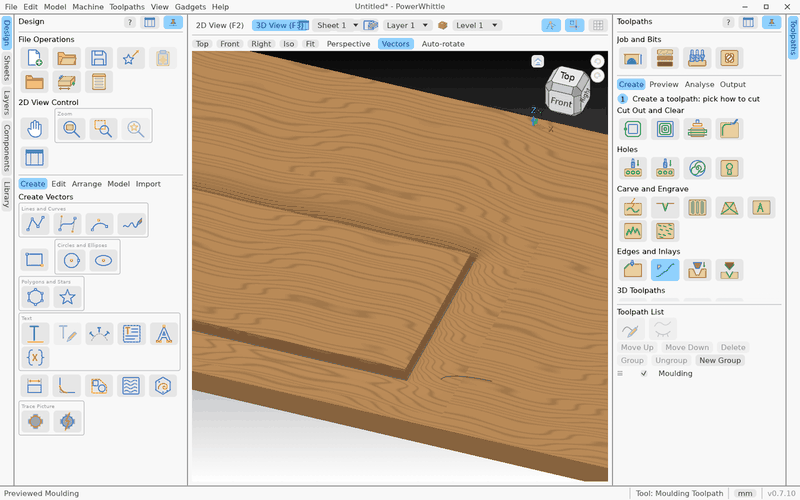 Untitled* - PowerWhittle
File Edit Model Machine Toolpaths View Gadgets Help
Design
Sheets
Layers
Components
Library
Design ?
File Operations
2D View Control
Zoom
Create Edit Arrange Model Import
Create Vectors
Lines and Curves
Circles and Ellipses
Polygons and Stars
Text
Trace Picture
2D View (F2) 3D View (F3) Sheet 1 Layer 1 Level 1
Top Front Right Iso Fit Perspective Vectors Auto-rotate
Top
Front
Right
Z
X
Toolpaths ?
Job and Bits
Create Preview Analyse Output
1 Create a toolpath: pick how to cut
Cut Out and Clear
Holes
Carve and Engrave
Edges and Inlays
3D Toolpaths
Toolpath List
Move Up Move Down Delete
Group Ungroup New Group
Moulding
Toolpaths
Previewed Moulding
Tool: Moulding Toolpath mm v0.7.10